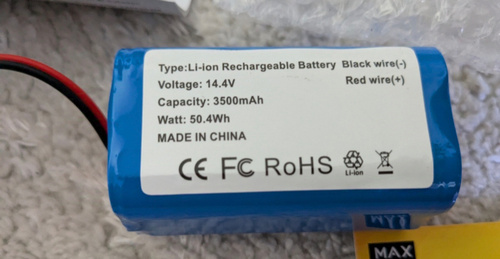 Type:Li-ion Rechargeable Battery Black wire(-)
Voltage: 14.4V Red wire(+)
Capacity: 3500mAh
Watt: 50.4Wh
MADE IN CHINA
CE FC RoHS Li-ion
MAX